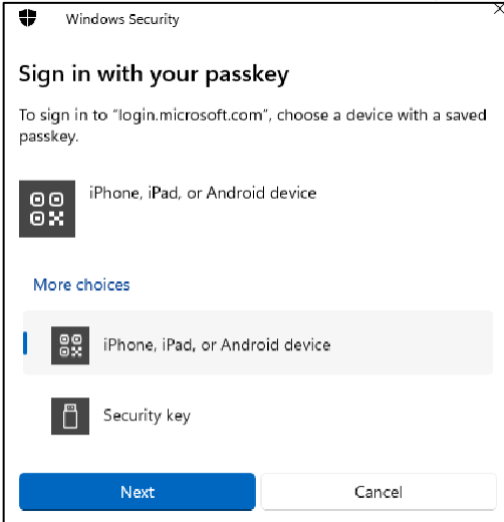 Windows Security
Sign in with your passkey
To sign in to "login.microsoft.com", choose a device with a saved
passkey.
iPhone, iPad, or Android device
More choices
iPhone, iPad, or Android device
Security key
Next
Cancel